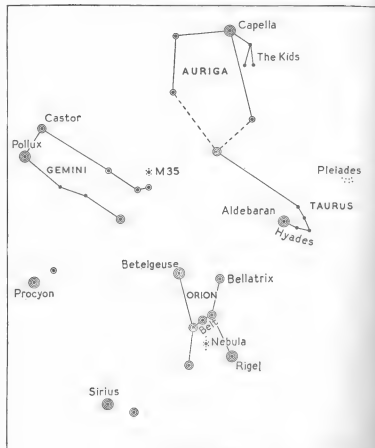 Capella
The Kids
AURIGA
Castor
Pollux
GEMINI
M35
Pleiades
TAURUS
Aldebaran
Hyades
Betelgeuse
Bellatrix
ORION
Procyon
Belt
Nebula
Rigel
Sirius